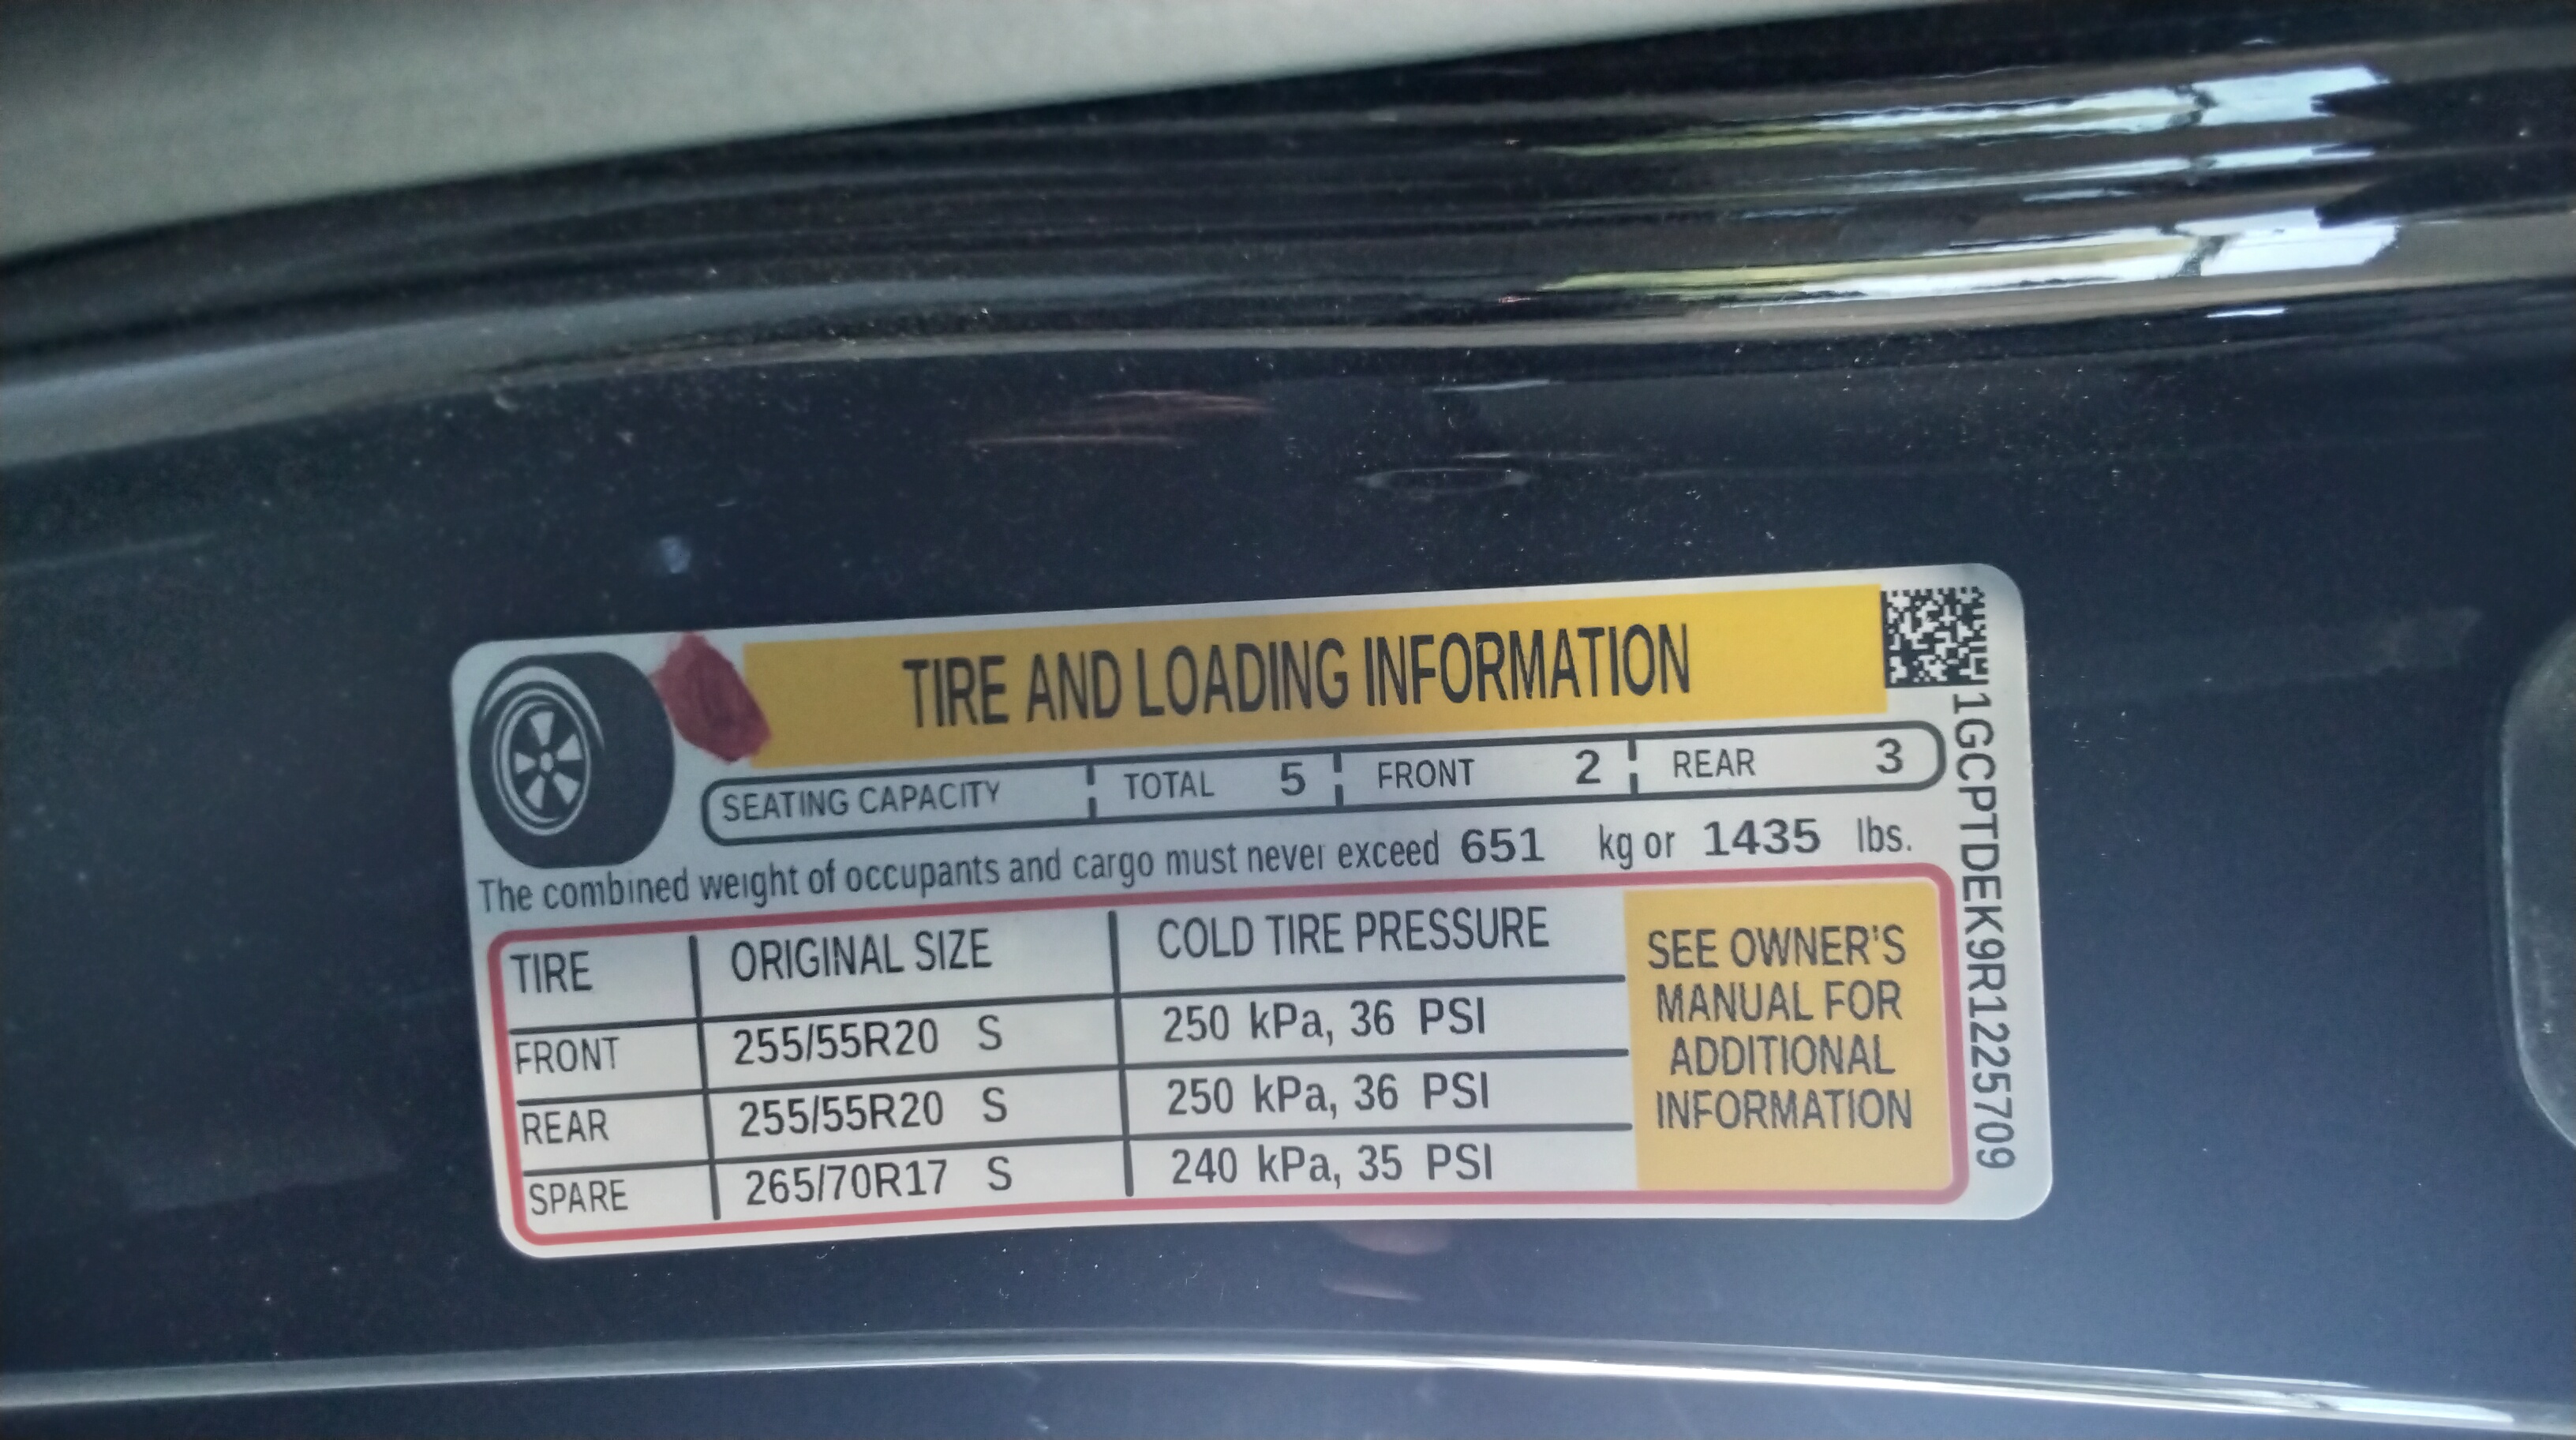 TIRE AND LOADING INFORMATION
SEATING CAPACITY TOTAL 5 FRONT 2 REAR 3
The combined weight of occupants and cargo must never exceed 651 kg or 1435 lbs.
TIRE ORIGINAL SIZE COLD TIRE PRESSURE
FRONT 255/55R20 S 250 kPa, 36 PSI
REAR 255/55R20 S 250 kPa, 36 PSI
SPARE 265/70R17 S 240 kPa, 35 PSI
SEE OWNER'S
MANUAL FOR
ADDITIONAL
INFORMATION
1GCPTDEK9R1225709